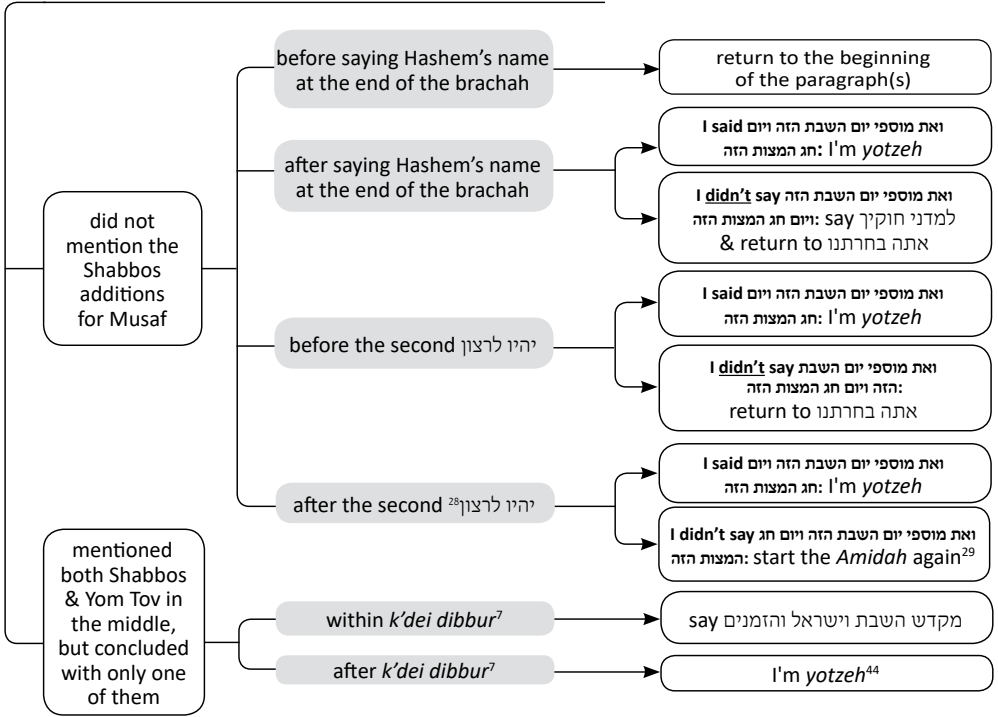 did not
mention the
Shabbos
additions
for Musaf
before saying Hashem's name
at the end of the brachah
return to the beginning
of the paragraph(s)
after saying Hashem's name
at the end of the brachah
I said ואת מוספי יום השבת הזה ויום
חג המצות הזה: I'm yotzeh
I didn't say ואת מוספי יום השבת הזה
ויום חג המצות הזה: say למדני חוקיך
& return to אתה בחרתנו
before the second יהיו לרצון
I said ואת מוספי יום השבת הזה ויום
חג המצות הזה: I'm yotzeh
I didn't say ואת מוספי יום השבת
הזה ויום חג המצות הזה:
return to אתה בחרתנו
after the second יהיו לרצון28
I said ואת מוספי יום השבת הזה ויום
חג המצות הזה: I'm yotzeh
I didn't say ואת מוספי יום השבת הזה ויום חג
המצות הזה: start the Amidah again29
mentioned
both Shabbos
& Yom Tov in
the middle,
but concluded
with only one
of them
within k'dei dibbur7
say מקדש השבת וישראל והזמנים
after k'dei dibbur7
I'm yotzeh44